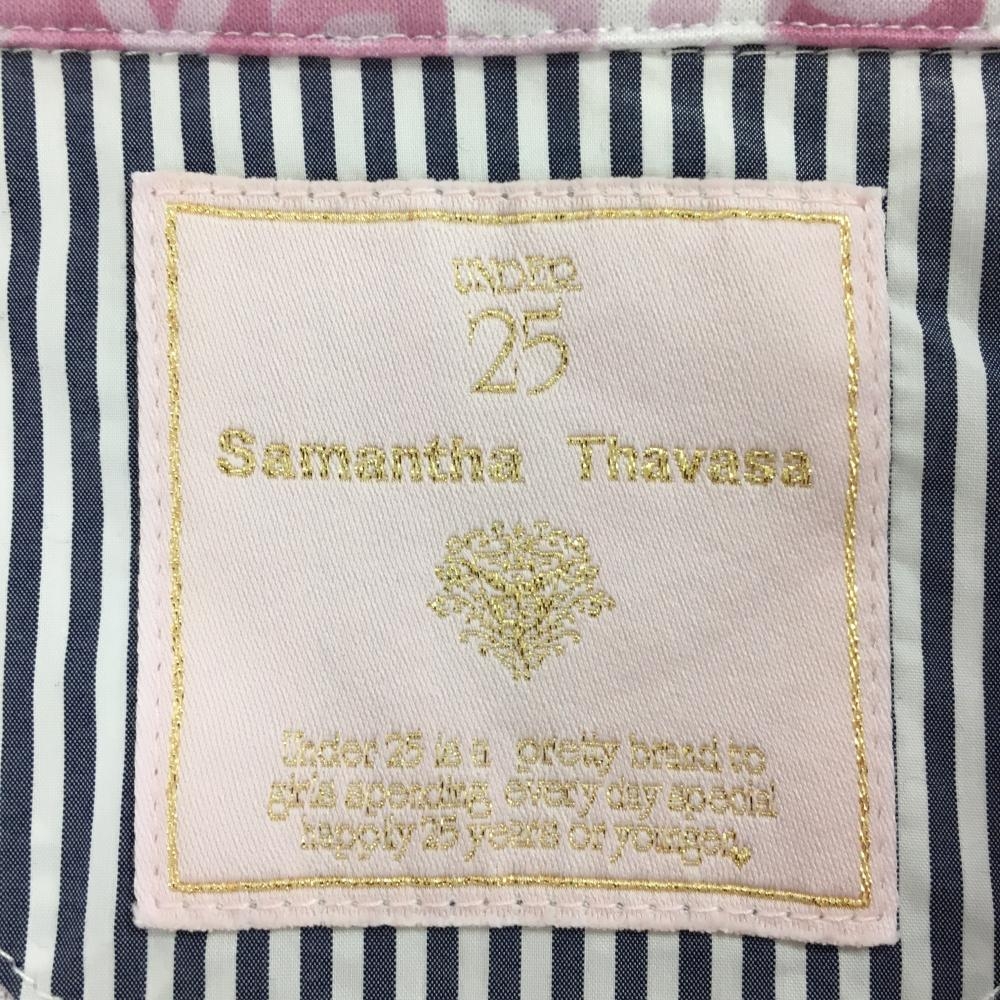 UNDER
25
Samantha Thavasa
Under 25 is a pretty brand to
girls spending every day special
happily 25 years or younger.